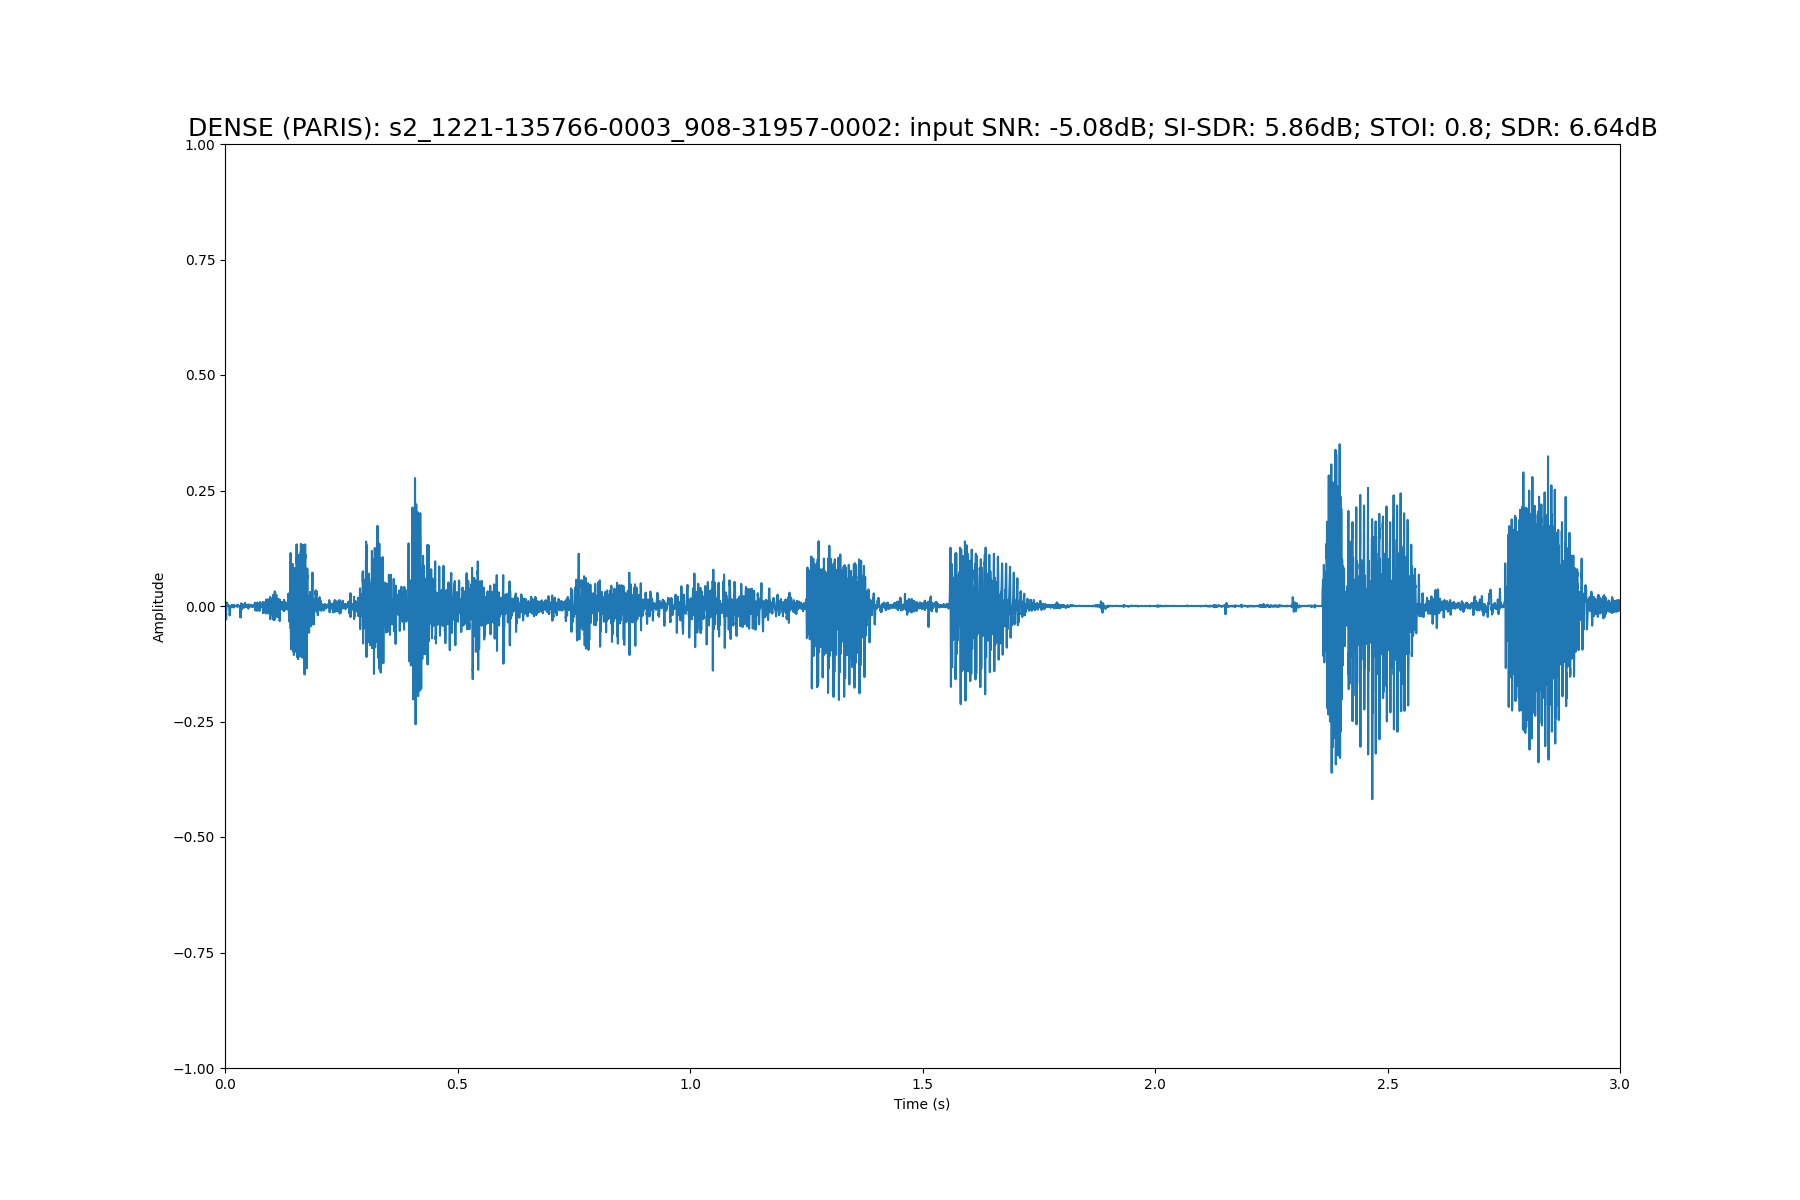 DENSE (PARIS): s2_1221-135766-0003_908-31957-0002: input SNR: -5.08dB; SI-SDR: 5.86dB; STOI: 0.8; SDR: 6.64dB
1.00
0.75
0.50
0.25
0.00
−0.25
−0.50
−0.75
−1.00
Amplitude
0.0 0.5 1.0 1.5 2.0 2.5 3.0
Time (s)